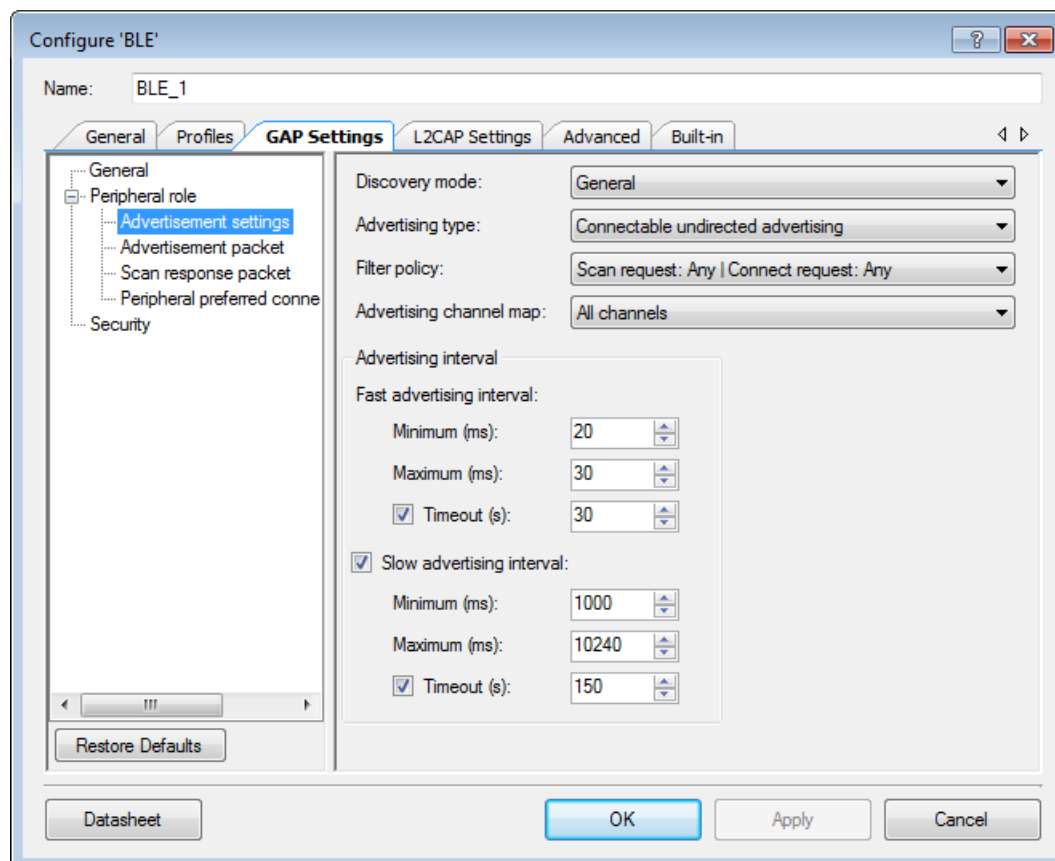 Configure 'BLE'
Name: BLE_1
General Profiles GAP Settings L2CAP Settings Advanced Built-in
General
Peripheral role
Advertisement settings
Advertisement packet
Scan response packet
Peripheral preferred conne
Security
Restore Defaults
Discovery mode: General
Advertising type: Connectable undirected advertising
Filter policy: Scan request: Any | Connect request: Any
Advertising channel map: All channels
Advertising interval
Fast advertising interval:
Minimum (ms): 20
Maximum (ms): 30
Timeout (s): 30
Slow advertising interval:
Minimum (ms): 1000
Maximum (ms): 10240
Timeout (s): 150
Datasheet OK Apply Cancel